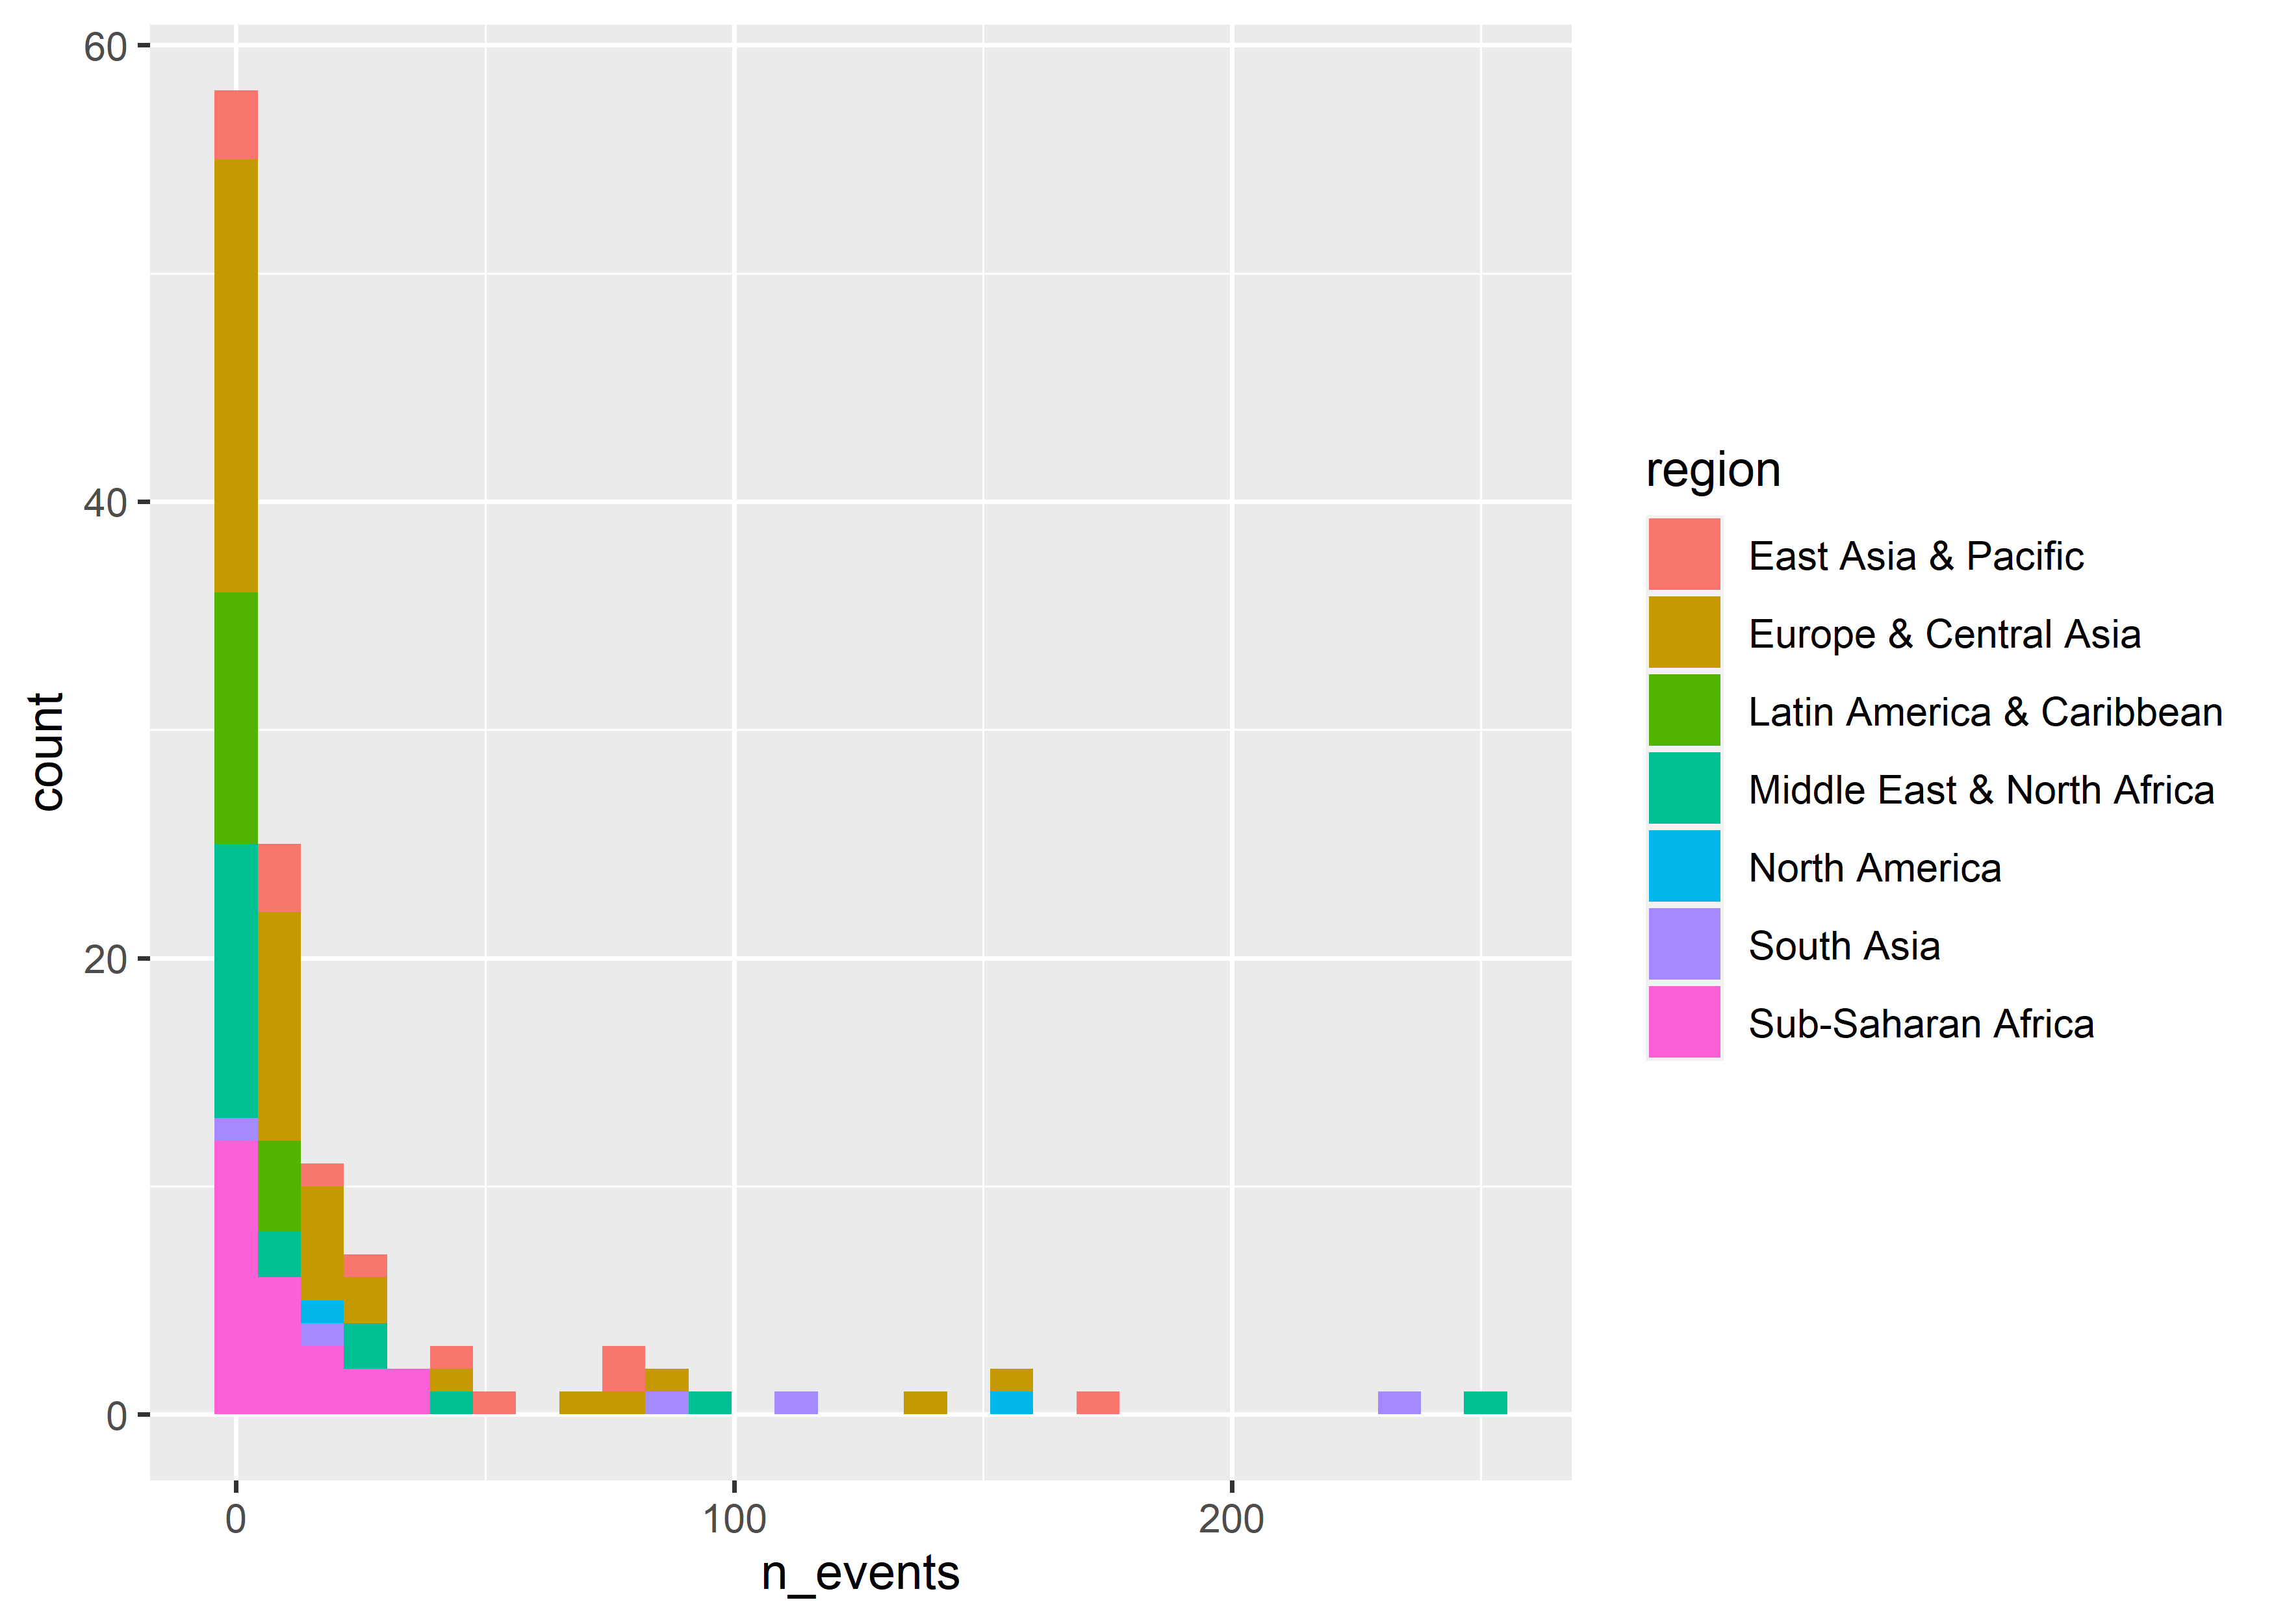 60
40
20
0
count
0 100 200
n_events
region
East Asia & Pacific
Europe & Central Asia
Latin America & Caribbean
Middle East & North Africa
North America
South Asia
Sub-Saharan Africa